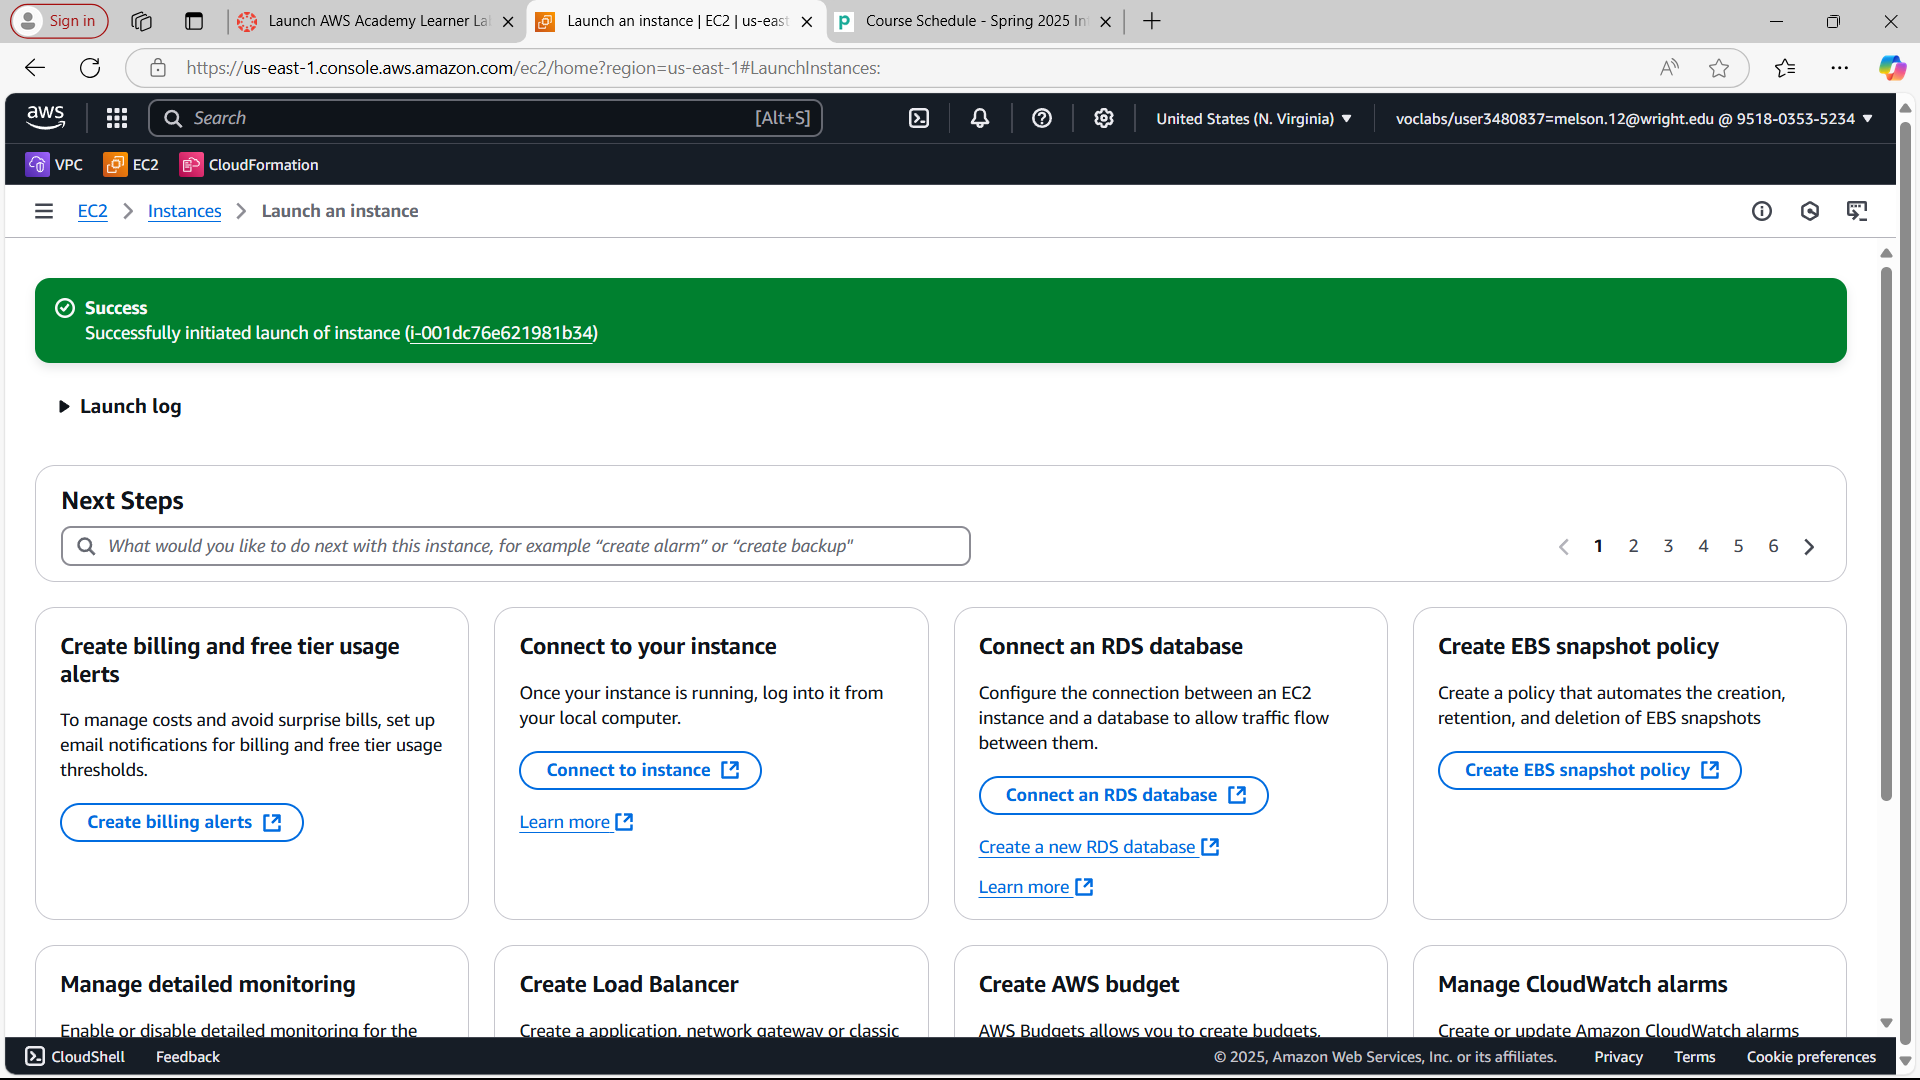 Sign in
Launch AWS Academy Learner La
Launch an instance | EC2 | us-east
Course Schedule - Spring 2025 In
https://us-east-1.console.aws.amazon.com/ec2/home?region=us-east-1#LaunchInstances:
aws
Search
[Alt+S]
United States (N. Virginia)
voclabs/user3480837=melson.12@wright.edu @ 9518-0353-5234
VPC
EC2
CloudFormation
EC2
Instances
Launch an instance
Success
Successfully initiated launch of instance (i-001dc76e621981b34)
Launch log
Next Steps
What would you like to do next with this instance, for example “create alarm” or “create backup"
1 2 3 4 5 6
Create billing and free tier usage
alerts
To manage costs and avoid surprise bills, set up
email notifications for billing and free tier usage
thresholds.
Create billing alerts
Connect to your instance
Once your instance is running, log into it from
your local computer.
Connect to instance
Learn more
Connect an RDS database
Configure the connection between an EC2
instance and a database to allow traffic flow
between them.
Connect an RDS database
Create a new RDS database
Learn more
Create EBS snapshot policy
Create a policy that automates the creation,
retention, and deletion of EBS snapshots
Create EBS snapshot policy
Manage detailed monitoring
Enable or disable detailed monitoring for the
Create Load Balancer
Create a application, network gateway or classic
Create AWS budget
AWS Budgets allows you to create budgets,
Manage CloudWatch alarms
Create or update Amazon CloudWatch alarms
CloudShell
Feedback
© 2025, Amazon Web Services, Inc. or its affiliates.
Privacy
Terms
Cookie preferences